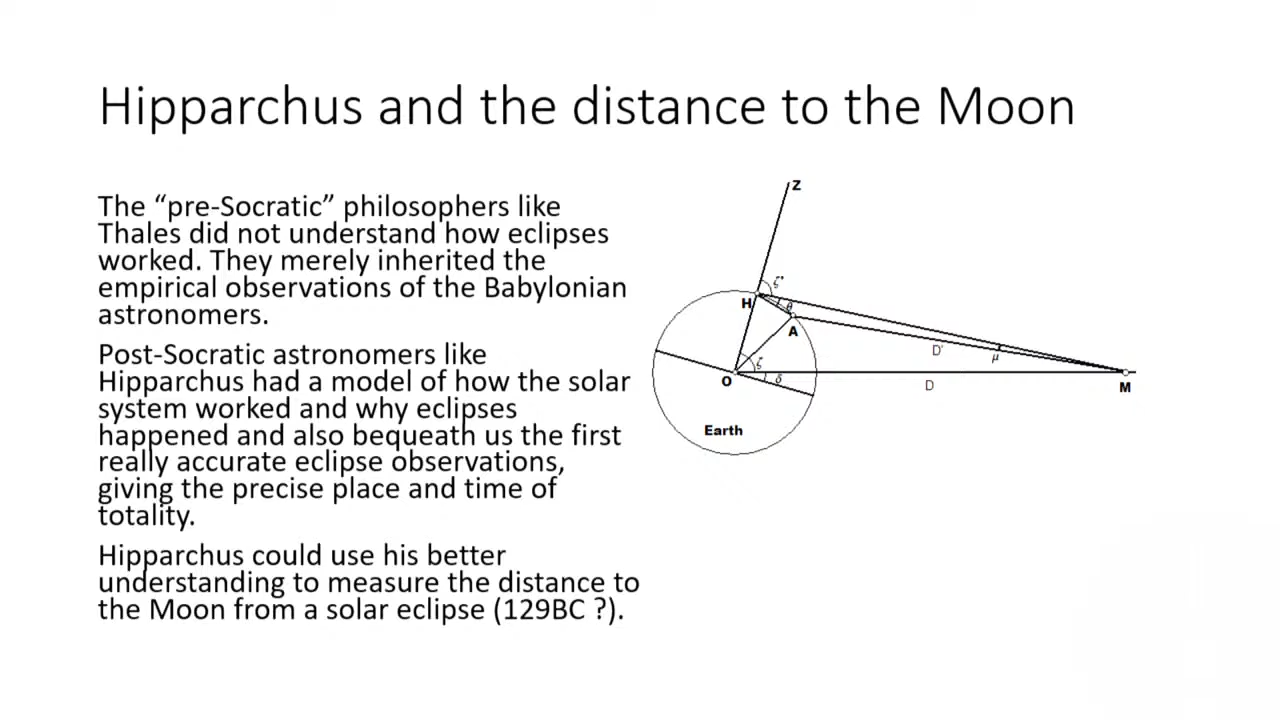 Hipparchus and the distance to the Moon
The “pre-Socratic” philosophers like
Thales did not understand how eclipses
worked. They merely inherited the
empirical observations of the Babylonian
astronomers.
Post-Socratic astronomers like
Hipparchus had a model of how the solar
system worked and why eclipses
happened and also bequeath us the first
really accurate eclipse observations,
giving the precise place and time of
totality.
Hipparchus could use his better
understanding to measure the distance to
the Moon from a solar eclipse (129BC ?).
Z
ζ'
H
θ
A
D'
μ
ζ
O
δ
D
M
Earth